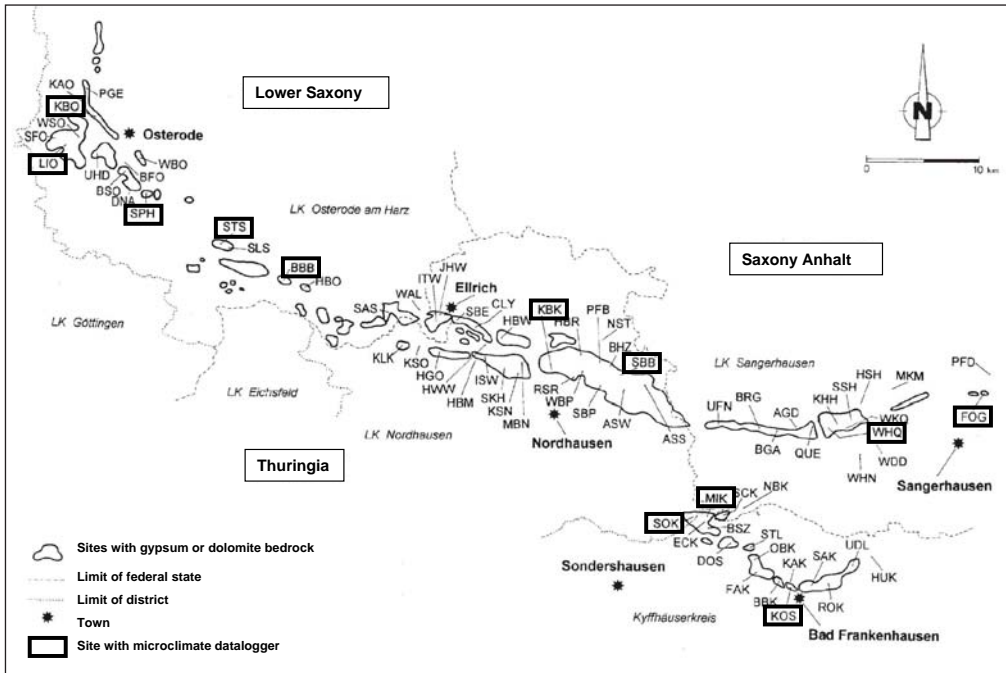 Lower Saxony
Saxony Anhalt
Thuringia
N
0 10 km
KAO
PGE
KBO
WSO
SFO
Osterode
LIO
UHD
WBO
BFO
BSO
DNA
SPH
LK Osterode am Harz
STS
SLS
BBB
HBO
LK Göttingen
LK Eichsfeld
SAS
WAL
ITW
JHW
Ellrich
SBE
CLY
HBW
KBK
HBR
PFB
NST
BHZ
SBB
KLK
KSO
HGO
HWW
HBM
ISW
SKH
KSN
MBN
RSR
WBP
SBP
ASW
ASS
Nordhausen
LK Nordhausen
LK Sangerhausen
UFN
BRG
BGA
AGD
QUE
KHH
SSH
HSH
MKM
PFD
WKO
WHQ
WDD
WHN
FOG
Sangerhausen
MIK
SCK
NBK
SOK
BSZ
ECK
DOS
STL
OBK
KAK
SAK
UDL
HUK
FAK
BBK
KOS
ROK
Sondershausen
Kyffhäuserkreis
Bad Frankenhausen
Sites with gypsum or dolomite bedrock
Limit of federal state
Limit of district
Town
Site with microclimate datalogger